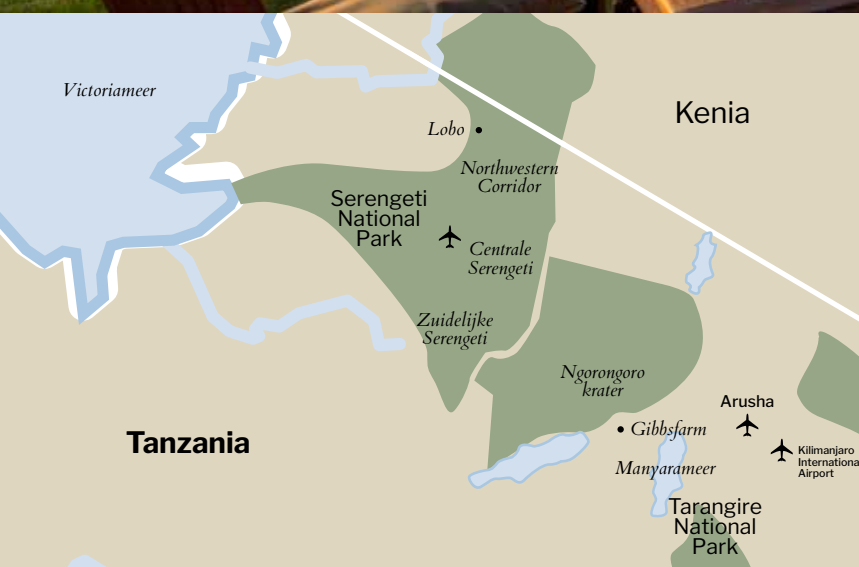 Victoriameer
Kenia
Lobo
Northwestern
Corridor
Serengeti
National
Park
Centrale
Serengeti
Zuidelijke
Serengeti
Ngorongoro
krater
Arusha
Gibbsfarm
Tanzania
Kilimanjaro
Internationa
Airport
Manyarameer
Tarangire
National
Park